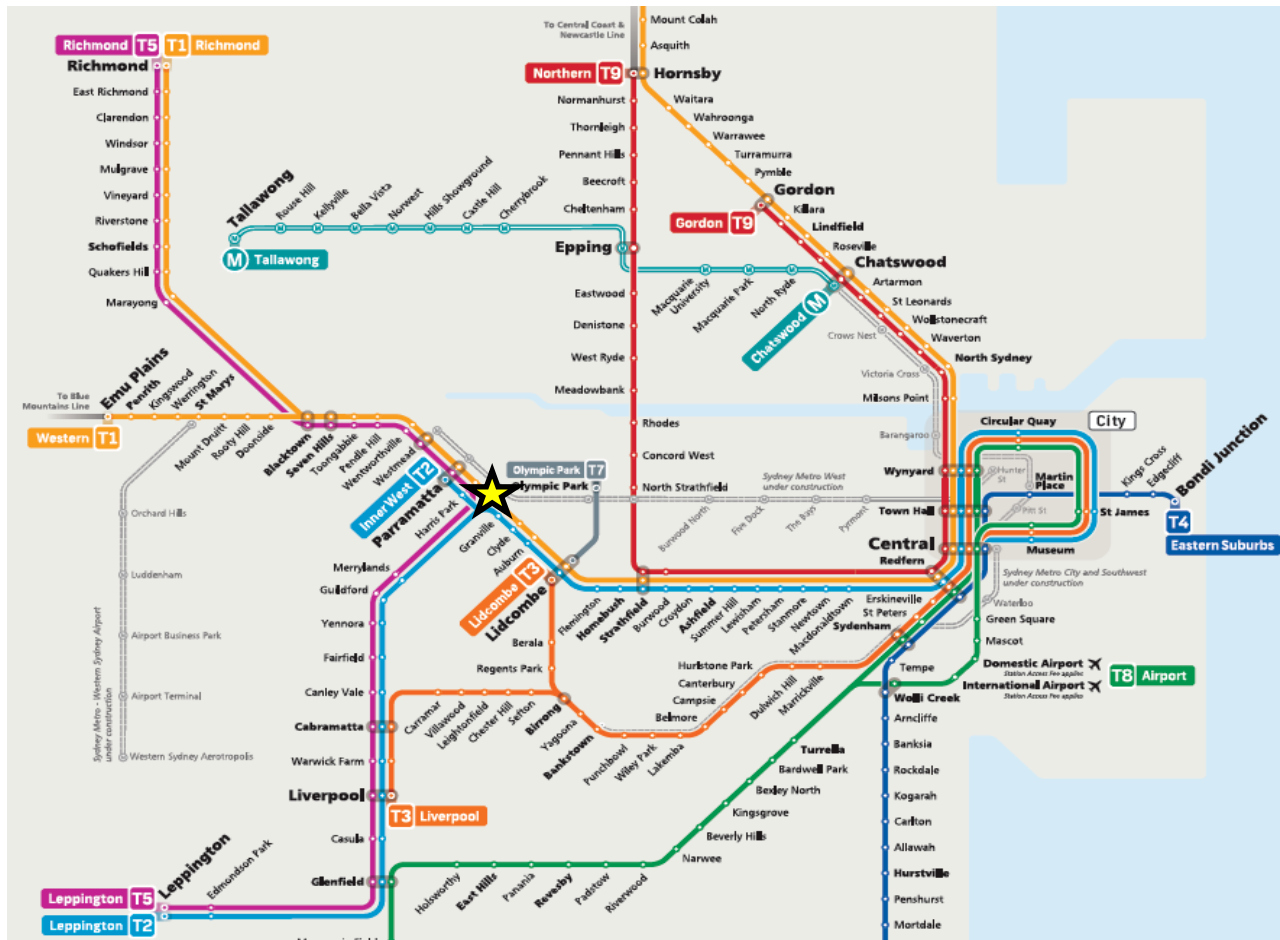 Richmond T5 T1 Richmond
Richmond
East Richmond
Clarendon
Windsor
Mulgrave
Vineyard
Riverstone
Schofields
Quakers Hill
Marayong
To Central Coast &
Newcastle Line
Mount Colah
Asquith
Northern T9
Hornsby
Normanhurst
Thornleigh
Pennant Hills
Beecroft
Cheltenham
Epping
Eastwood
Denistone
West Ryde
Meadowbank
Rhodes
Concord West
North Strathfield
Waitara
Wahroonga
Warrawee
Turramurra
Pymble
Gordon
Gordon T9
Killara
Lindfield
Roseville
Chatswood
Artarmon
St Leonards
Wollstonecraft
Waverton
North Sydney
Milsons Point
Tallawong
M Tallawong
Rouse Hill
Kellyville
Bella Vista
Norwest
Hills Showground
Castle Hill
Cherrybrook
Macquarie
University
Macquarie Park
North Ryde
Chatswood M
Crows Nest
Victoria Cross
Barangaroo
To Blue
Mountains Line
Emu Plains
Western T1
Penrith
Kingswood
Werrington
St Marys
Mount Druitt
Rooty Hill
Doonside
Blacktown
Seven Hills
Toongabbie
Pendle Hill
Wentworthville
Westmead
Inner West T2
Parramatta
Harris Park
Granville
Clyde
Auburn
Lidcombe T3
Lidcombe
Olympic Park T7
Olympic Park
Sydney Metro West
under construction
Burwood North
Five Dock
The Bays
Pyrmont
Flemington
Homebush
Strathfield
Burwood
Croydon
Ashfield
Summer Hill
Lewisham
Petersham
Stanmore
Newtown
Macdonaldtown
Circular Quay
City
Wynyard
Hunter
St
Martin
Place
Town Hall
Pitt St
St James
Central
Museum
Redfern
Kings Cross
Edgecliff
Bondi Junction
T4
Eastern Suburbs
Sydney Metro City and Southwest
under construction
Waterloo
Green Square
Mascot
Domestic Airport
Station Access Fee applies
International Airport
Station Access Fee applies
T8 Airport
Erskineville
St Peters
Sydenham
Tempe
Wolli Creek
Arncliffe
Banksia
Rockdale
Kogarah
Carlton
Allawah
Hurstville
Penshurst
Mortdale
Orchard Hills
Luddenham
Airport Business Park
Airport Terminal
Western Sydney Aerotropolis
Sydney Metro - Western Sydney Airport
under construction
Merrylands
Guildford
Yennora
Fairfield
Canley Vale
Cabramatta
Warwick Farm
Liverpool
T3 Liverpool
Casula
Glenfield
Berala
Regents Park
Carramar
Villawood
Leightonfield
Chester Hill
Sefton
Birrong
Yagoona
Bankstown
Punchbowl
Wiley Park
Lakemba
Belmore
Campsie
Canterbury
Hurlstone Park
Dulwich Hill
Marrickville
Turrella
Bardwell Park
Bexley North
Kingsgrove
Beverly Hills
Narwee
Riverwood
Padstow
Revesby
Panania
East Hills
Holsworthy
Leppington
Edmondson Park
Leppington T5
Leppington T2